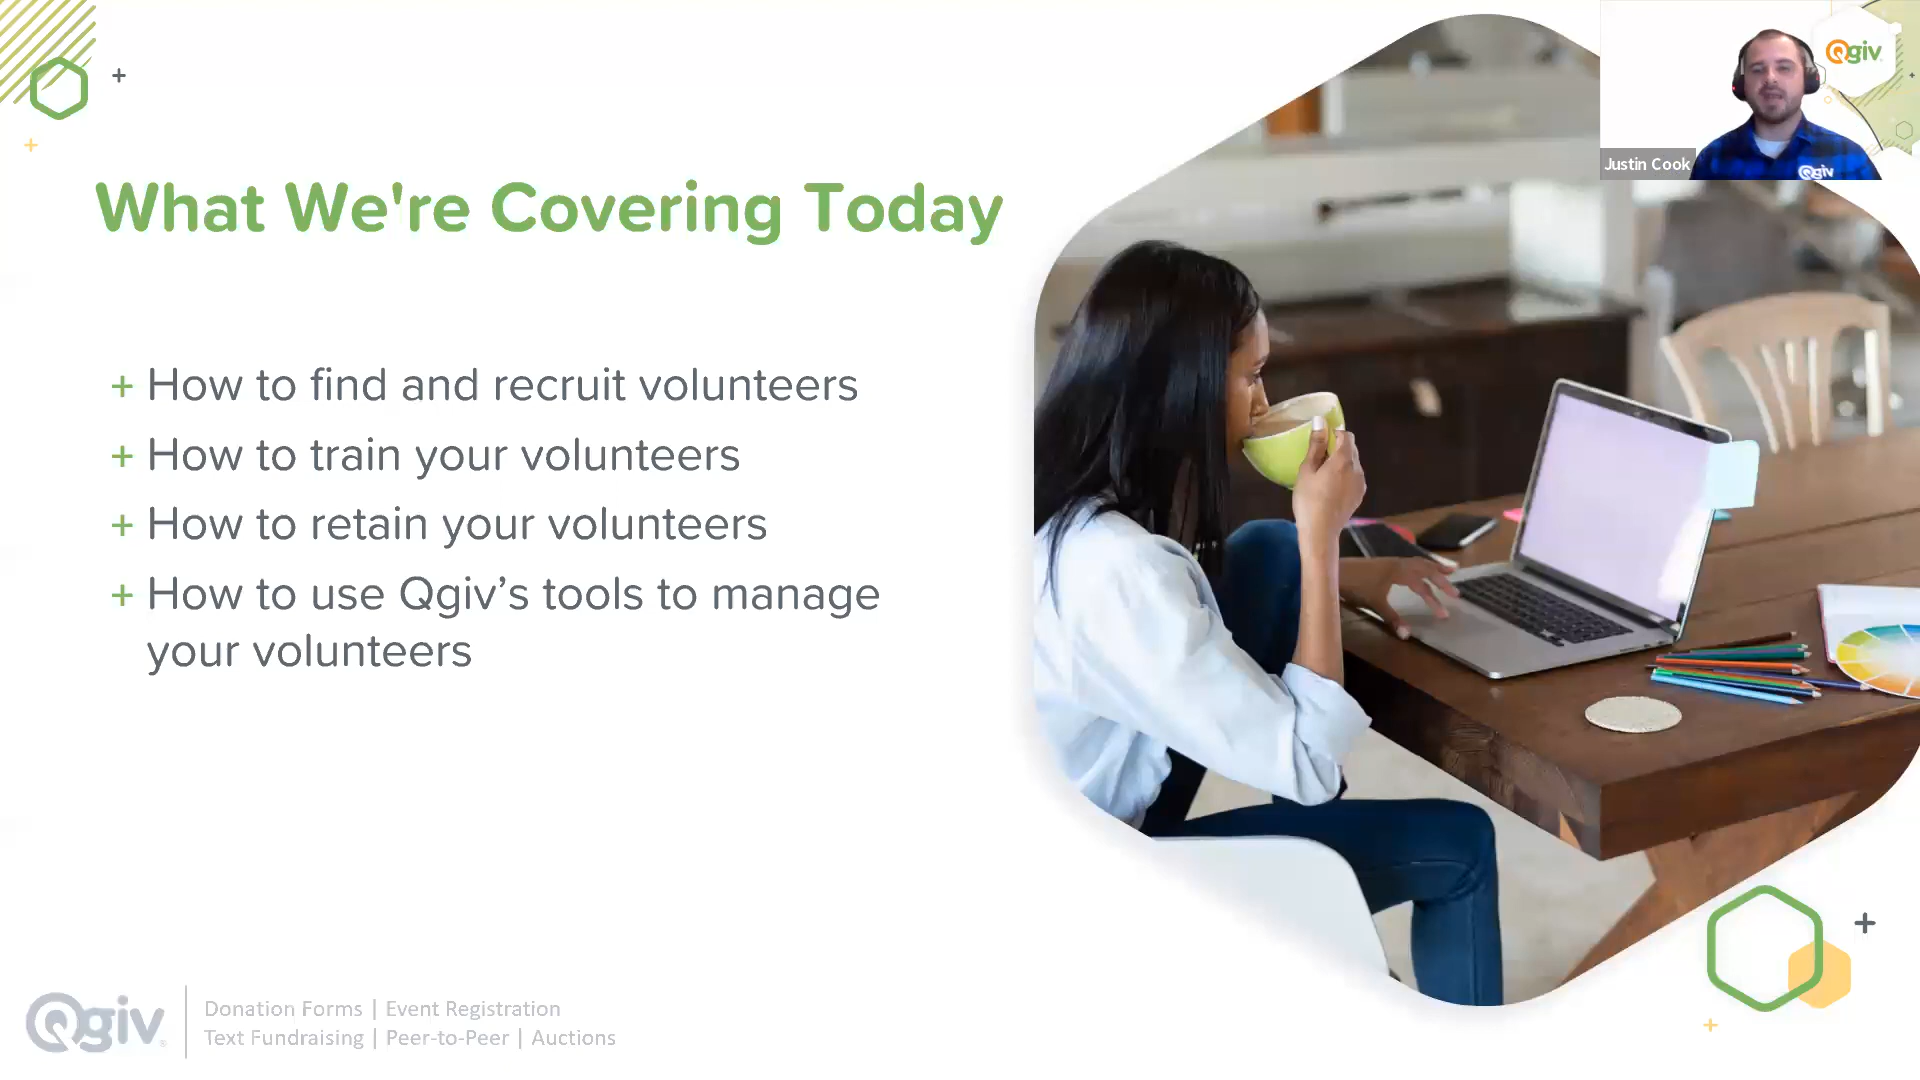 Qgiv
Justin Cook
Qgiv
What We're Covering Today
+ How to find and recruit volunteers
+ How to train your volunteers
+ How to retain your volunteers
+ How to use Qgiv’s tools to manage
your volunteers
Qgiv
Donation Forms | Event Registration
Text Fundraising | Peer-to-Peer | Auctions